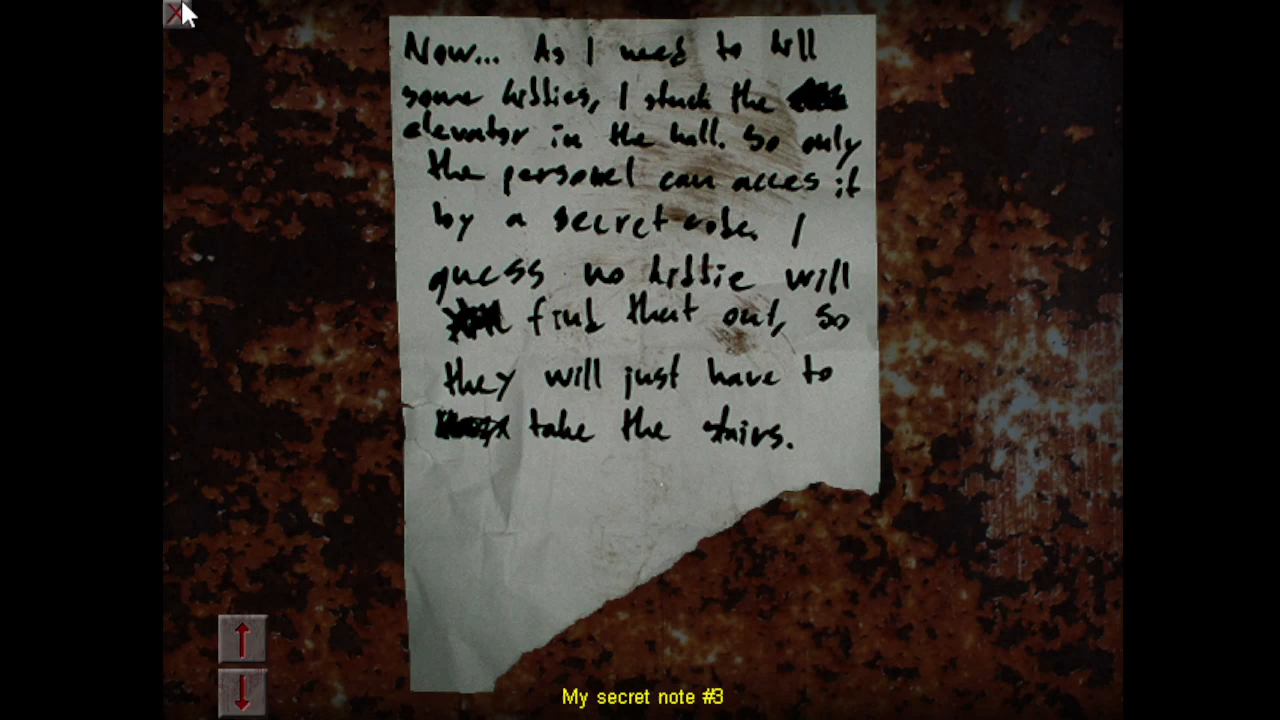 Now... As I need to kill
some kiddies, I stuck the
elevator in the hall. So only
the personel can acces it
by a secret code. I
guess no kiddie will
find that out, so
they will just have to
take the stairs.
My secret note #3